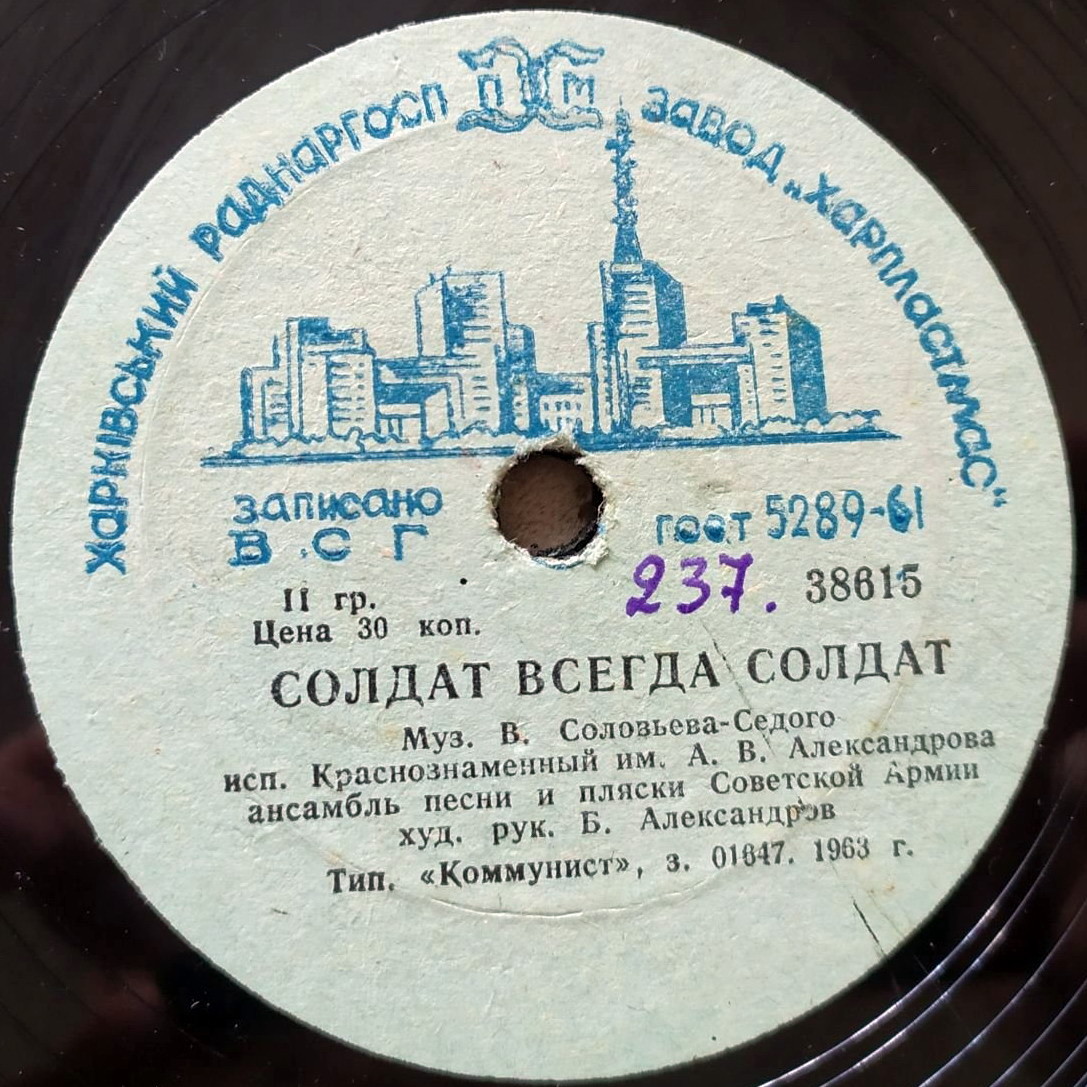 ХАРКІВСЬКИЙ РАДНАРГОСП ПМ ЗАВОД „ХАРПЛАСТМАС"
записано
ВСГ
ГОСТ 5289-61
237.
38615
II гр.
Цена 30 коп.
СОЛДАТ ВСЕГДА СОЛДАТ
Муз. В. Соловьева-Седого
исп. Краснознаменный им. А. В. Александрова
ансамбль песни и пляски Советской Армии
худ. рук. Б. Александров
Тип. «Коммунист», з. 01647. 1963 г.